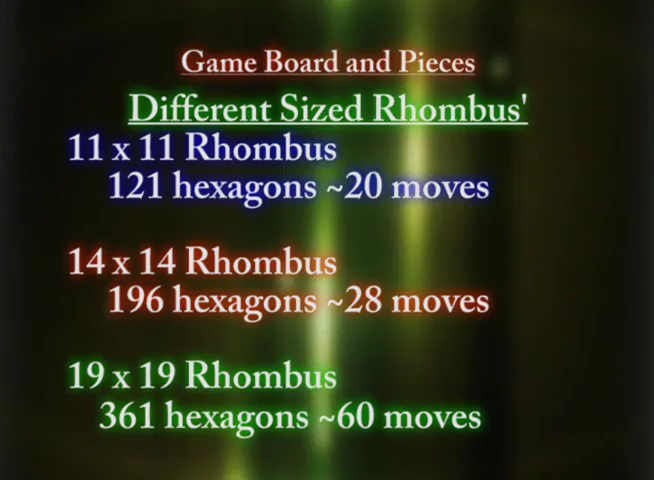 Game Board and Pieces
Different Sized Rhombus'
11 x 11 Rhombus
121 hexagons ~20 moves
14 x 14 Rhombus
196 hexagons ~28 moves
19 x 19 Rhombus
361 hexagons ~60 moves